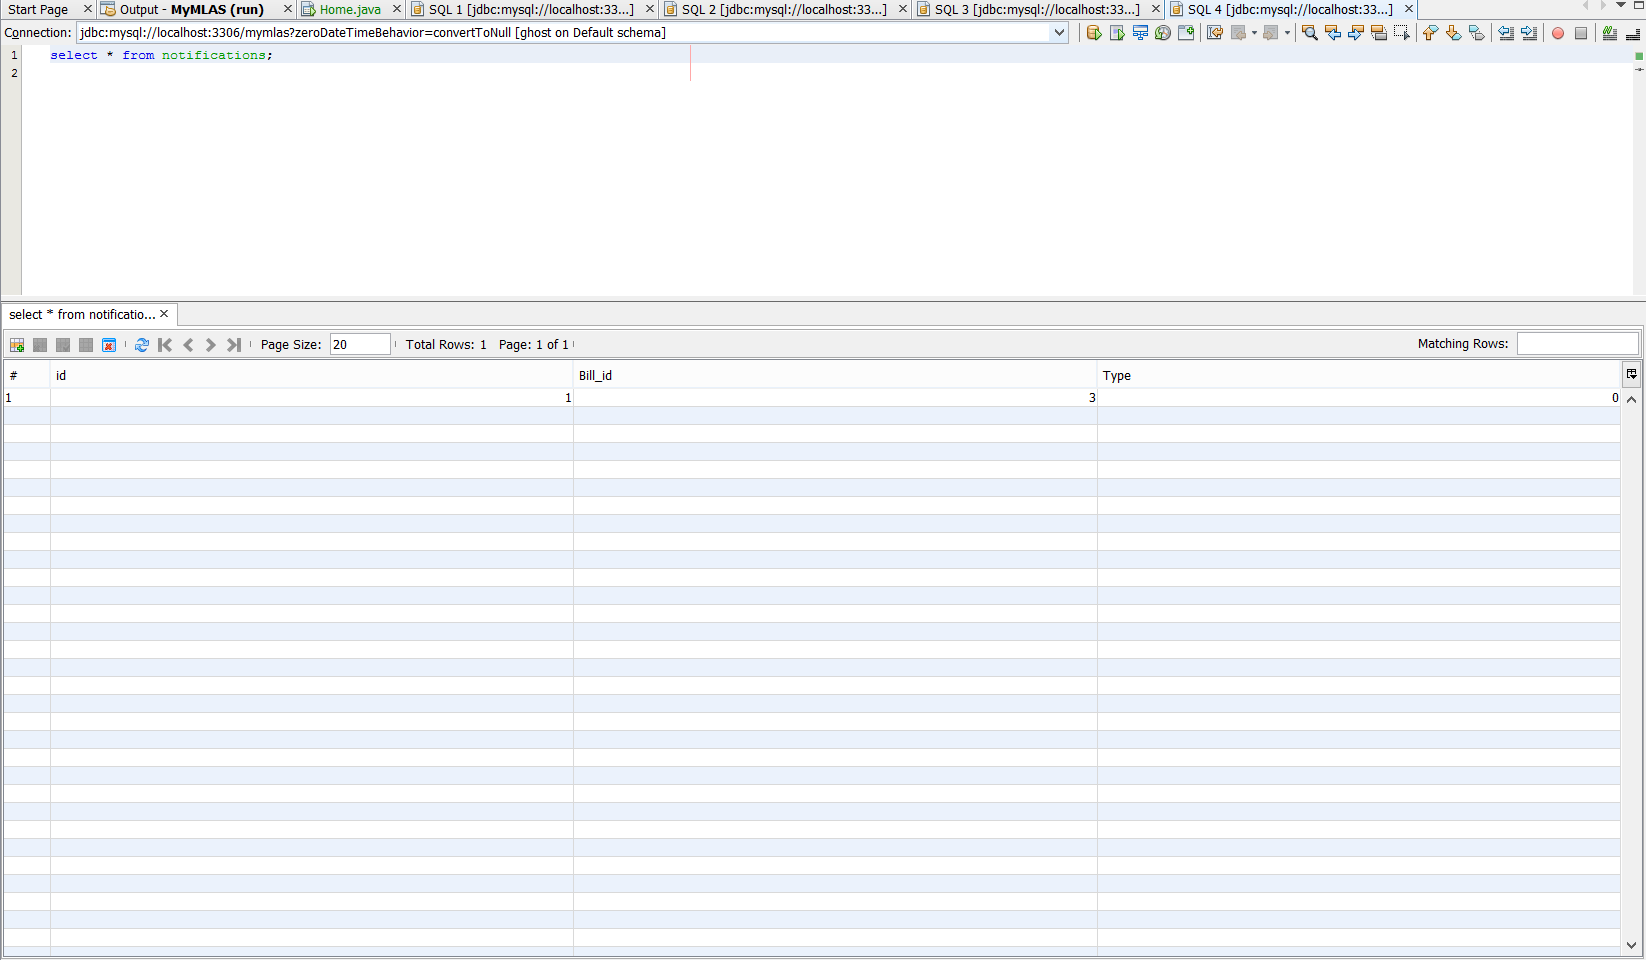 Start Page Output - MyMLAS (run) Home.java SQL 1 [jdbc:mysql://localhost:33...] SQL 2 [jdbc:mysql://localhost:33...] SQL 3 [jdbc:mysql://localhost:33...] SQL 4 [jdbc:mysql://localhost:33...]
Connection: jdbc:mysql://localhost:3306/mymlas?zeroDateTimeBehavior=convertToNull [ghost on Default schema]
1 select * from notifications;
2
select * from notificatio...
Page Size: 20 Total Rows: 1 Page: 1 of 1 Matching Rows:
# id Bill_id Type
1 1 3 0